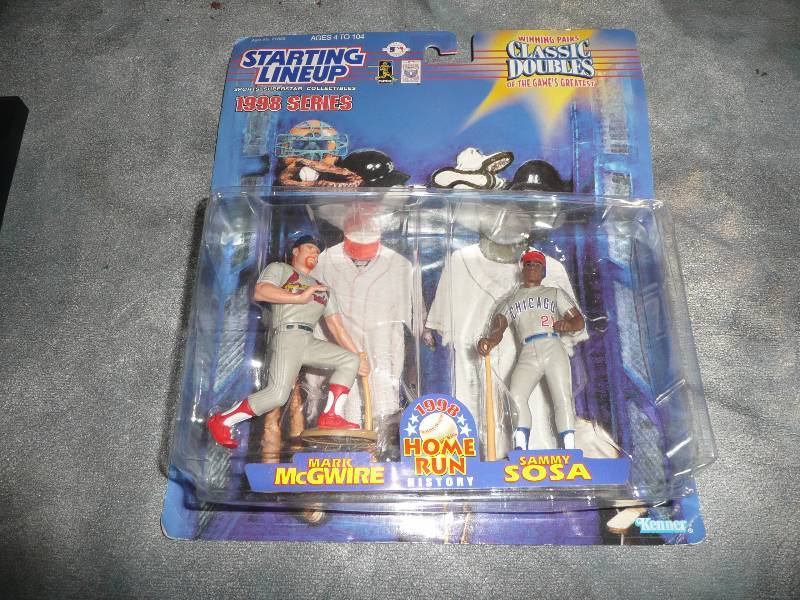 AGES 4 TO 104
STARTING
LINEUP
SPORTS SUPERSTAR COLLECTIBLES
1998 SERIES
WINNING PAIRS
CLASSIC
DOUBLES
OF THE GAME'S GREATEST
CHICAGO
21
1998
HOME
RUN
HISTORY
MARK
McGWIRE
SAMMY
SOSA
Kenner